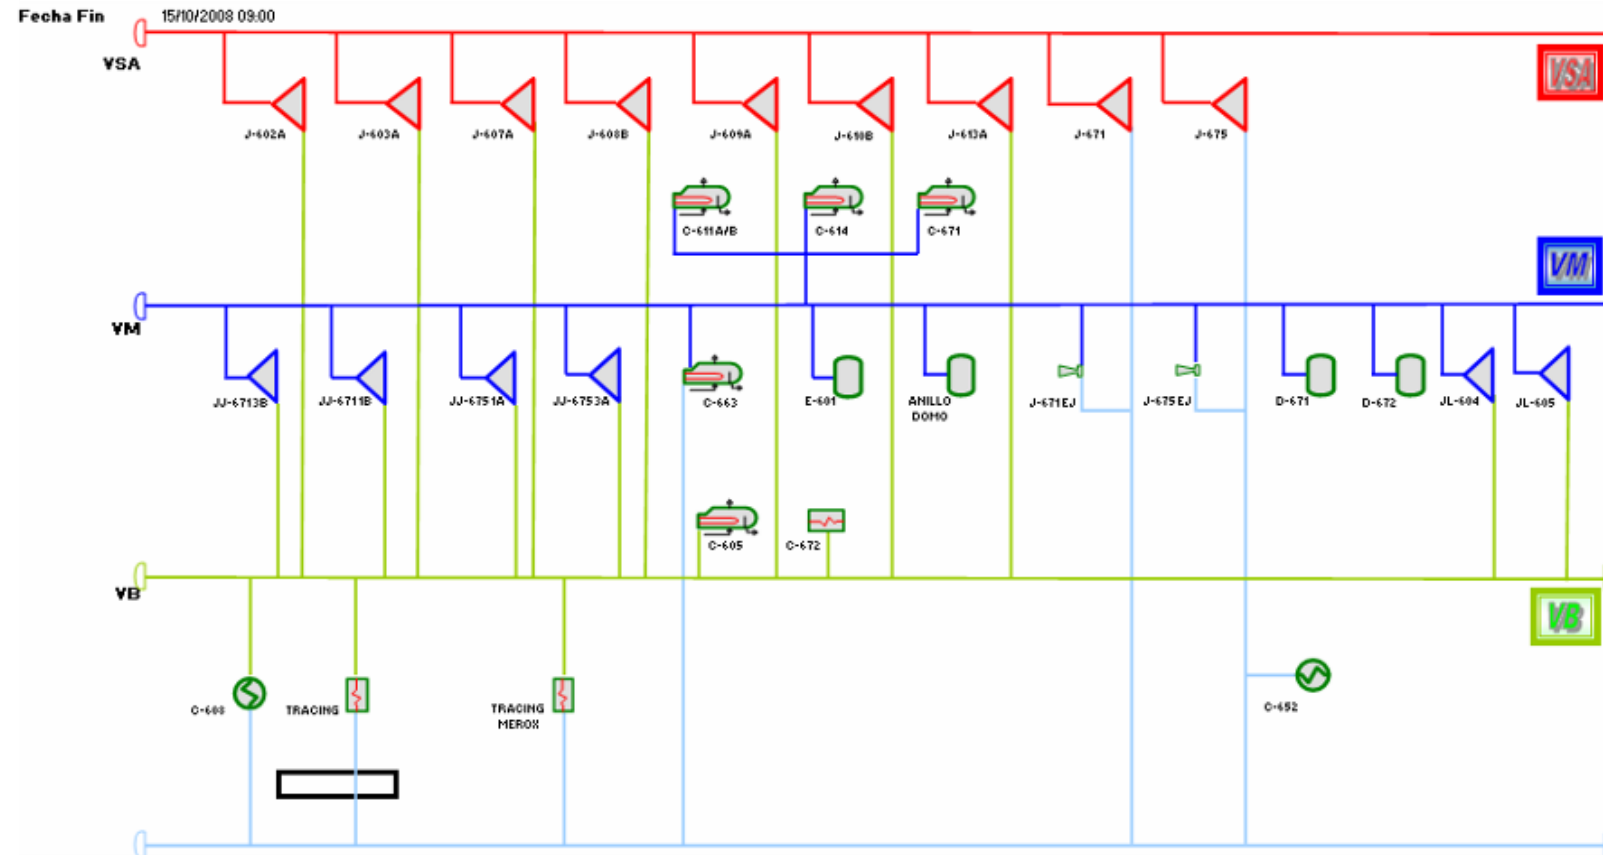 Fecha Fin 15/10/2008 09:00
VSA
VSA
J-602A J-603A J-607A J-608B J-609A J-610B J-613A J-671 J-675
C-611A/B C-614 C-671
VM
VM
JJ-6713B JJ-6711B JJ-6751A JJ-6753A C-663 E-601 ANILLO
DOMO
J-671EJ J-675EJ D-671 D-672 JL-604 JL-605
C-605 C-672
VB
VB
C-608 TRACING TRACING
MEROX
C-652